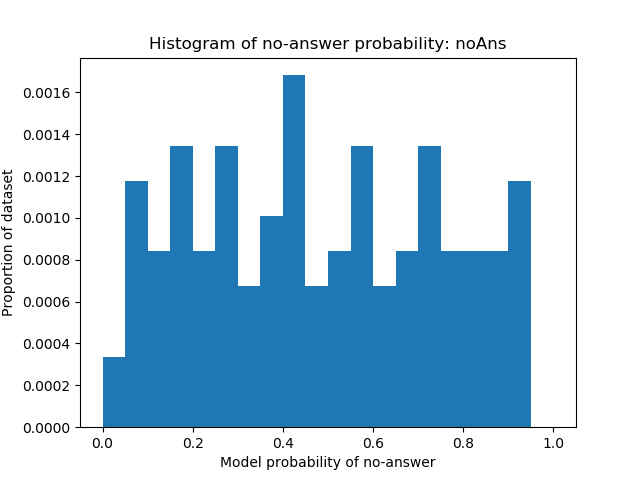 Histogram of no-answer probability: noAns
Proportion of dataset
0.0016
0.0014
0.0012
0.0010
0.0008
0.0006
0.0004
0.0002
0.0000
0.0 0.2 0.4 0.6 0.8 1.0
Model probability of no-answer